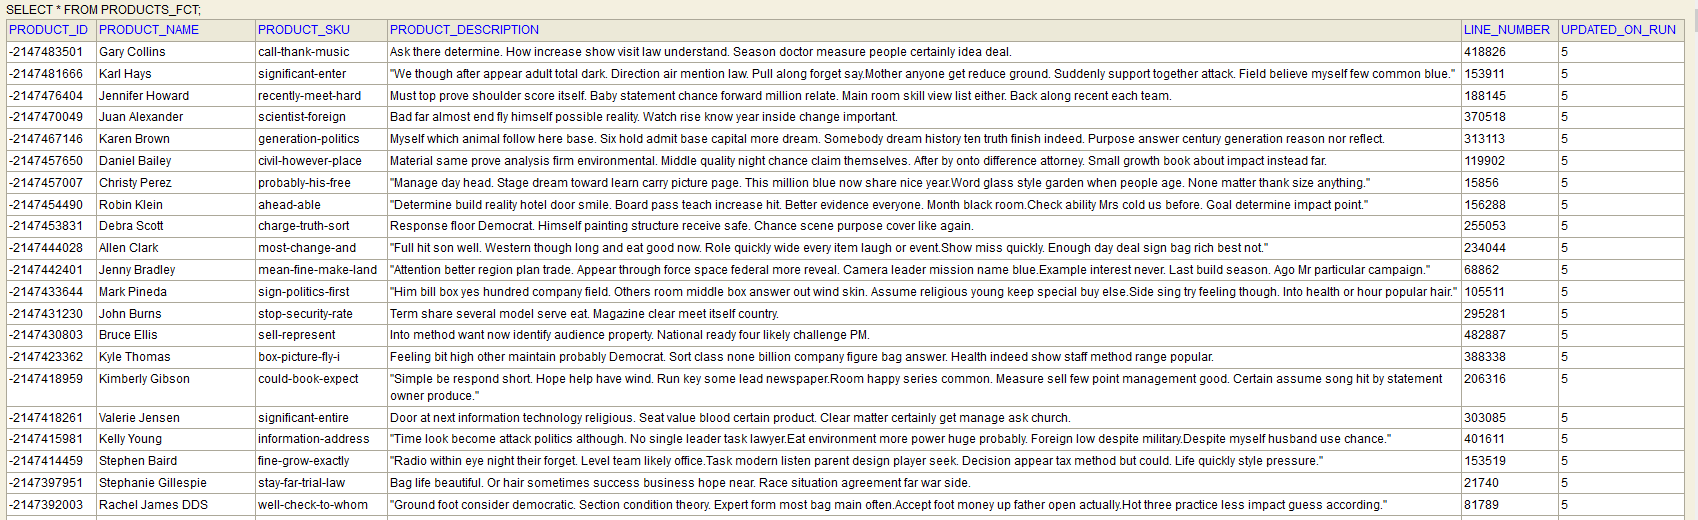 SELECT * FROM PRODUCTS_FCT;
PRODUCT_ID PRODUCT_NAME PRODUCT_SKU PRODUCT_DESCRIPTION LINE_NUMBER UPDATED_ON_RUN
-2147483501 Gary Collins call-thank-music Ask there determine. How increase show visit law understand. Season doctor measure people certainly idea deal. 418826 5
-2147481666 Karl Hays significant-enter "We though after appear adult total dark. Direction air mention law. Pull along forget say.Mother anyone get reduce ground. Suddenly support together attack. Field believe myself few common blue." 153911 5
-2147476404 Jennifer Howard recently-meet-hard Must top prove shoulder score itself. Baby statement chance forward million relate. Main room skill view list either. Back along recent each team. 188145 5
-2147470049 Juan Alexander scientist-foreign Bad far almost end fly himself possible reality. Watch rise know year inside change important. 370518 5
-2147467146 Karen Brown generation-politics Myself which animal follow here base. Six hold admit base capital more dream. Somebody dream history ten truth finish indeed. Purpose answer century generation reason nor reflect. 313113 5
-2147457650 Daniel Bailey civil-however-place Material same prove analysis firm environmental. Middle quality night chance claim themselves. After by onto difference attorney. Small growth book about impact instead far. 119902 5
-2147457007 Christy Perez probably-his-free "Manage day head. Stage dream toward learn carry picture page. This million blue now share nice year.Word glass style garden when people age. None matter thank size anything." 15856 5
-2147454490 Robin Klein ahead-able "Determine build reality hotel door smile. Board pass teach increase hit. Better evidence everyone. Month black room.Check ability Mrs cold us before. Goal determine impact point." 156288 5
-2147453831 Debra Scott charge-truth-sort Response floor Democrat. Himself painting structure receive safe. Chance scene purpose cover like again. 255053 5
-2147444028 Allen Clark most-change-and "Full hit son well. Western though long and eat good now. Role quickly wide every item laugh or event.Show miss quickly. Enough day deal sign bag rich best not." 234044 5
-2147442401 Jenny Bradley mean-fine-make-land "Attention better region plan trade. Appear through force space federal more reveal. Camera leader mission name blue.Example interest never. Last build season. Ago Mr particular campaign." 68862 5
-2147433644 Mark Pineda sign-politics-first "Him bill box yes hundred company field. Others room middle box answer out wind skin. Assume religious young keep special buy else.Side sing try feeling though. Into health or hour popular hair." 105511 5
-2147431230 John Burns stop-security-rate Term share several model serve eat. Magazine clear meet itself country. 295281 5
-2147430803 Bruce Ellis sell-represent Into method want now identify audience property. National ready four likely challenge PM. 482887 5
-2147423362 Kyle Thomas box-picture-fly-i Feeling bit high other maintain probably Democrat. Sort class none billion company figure bag answer. Health indeed show staff method range popular. 388338 5
-2147418959 Kimberly Gibson could-book-expect "Simple be respond short. Hope help have wind. Run key some lead newspaper.Room happy series common. Measure sell few point management good. Certain assume song hit by statement 206316 5
owner produce."
-2147418261 Valerie Jensen significant-entire Door at next information technology religious. Seat value blood certain product. Clear matter certainly get manage ask church. 303085 5
-2147415981 Kelly Young information-address "Time look become attack politics although. No single leader task lawyer.Eat environment more power huge probably. Foreign low despite military.Despite myself husband use chance." 401611 5
-2147414459 Stephen Baird fine-grow-exactly "Radio within eye night their forget. Level team likely office.Task modern listen parent design player seek. Decision appear tax method but could. Life quickly style pressure." 153519 5
-2147397951 Stephanie Gillespie stay-far-trial-law Bag life beautiful. Or hair sometimes success business hope near. Race situation agreement far war side. 21740 5
-2147392003 Rachel James DDS well-check-to-whom "Ground foot consider democratic. Section condition theory. Expert form most bag main often.Accept foot money up father open actually.Hot three practice less impact guess according." 81789 5